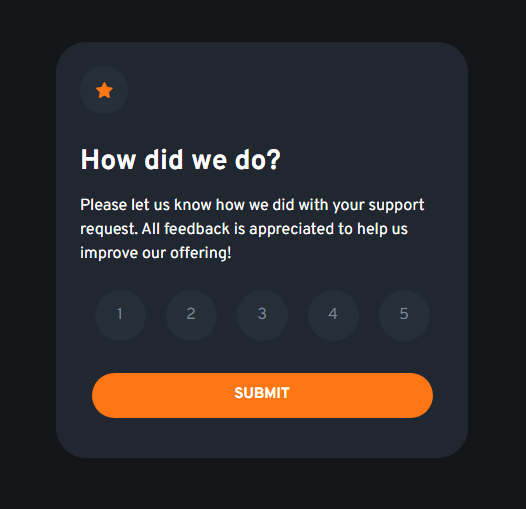 How did we do?
Please let us know how we did with your support
request. All feedback is appreciated to help us
improve our offering!
1 2 3 4 5
SUBMIT